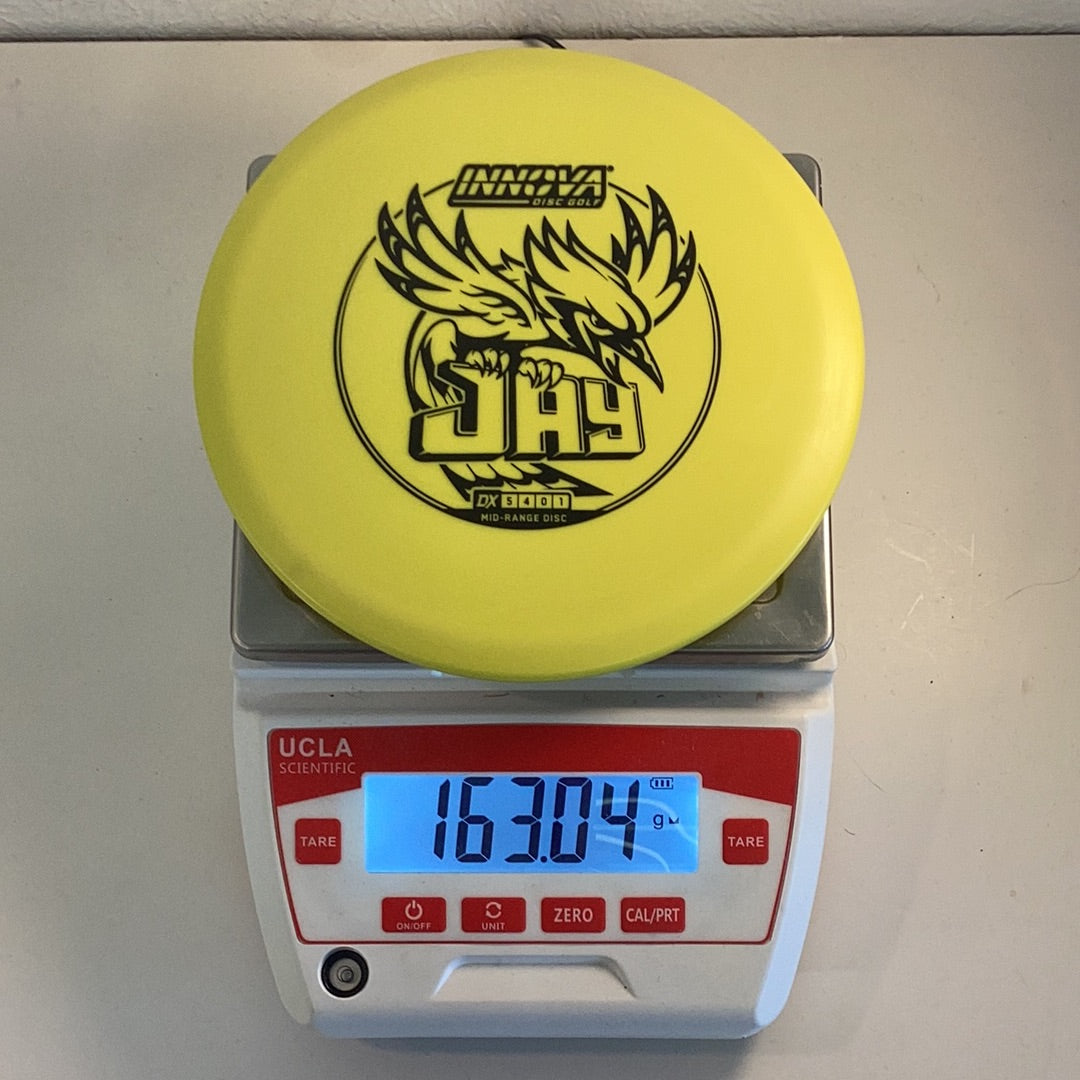 INNOVA
DISC GOLF
JAY
DX 5 4 0 1
MID-RANGE DISC
UCLA
SCIENTIFIC
163.04 g
TARE
TARE
ON/OFF
UNIT
ZERO
CAL/PRT